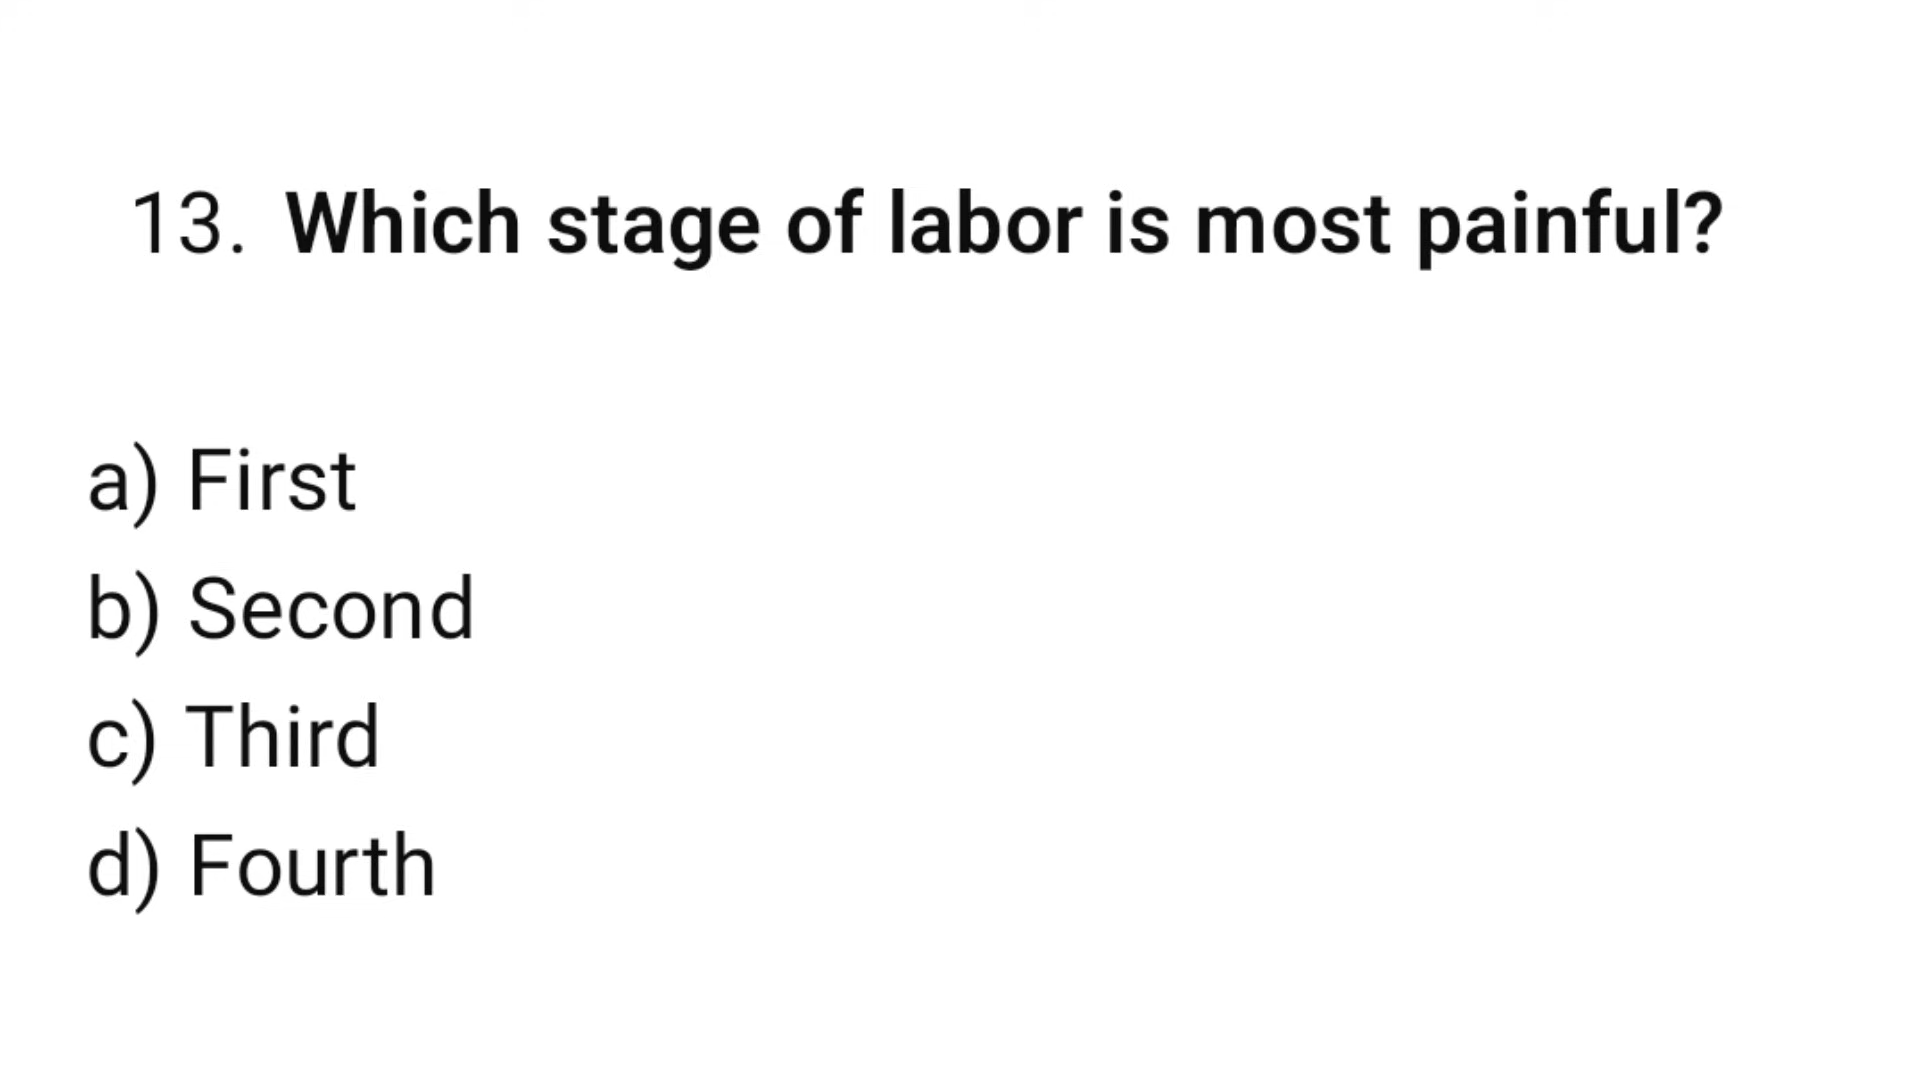 13. Which stage of labor is most painful?
a) First
b) Second
c) Third
d) Fourth